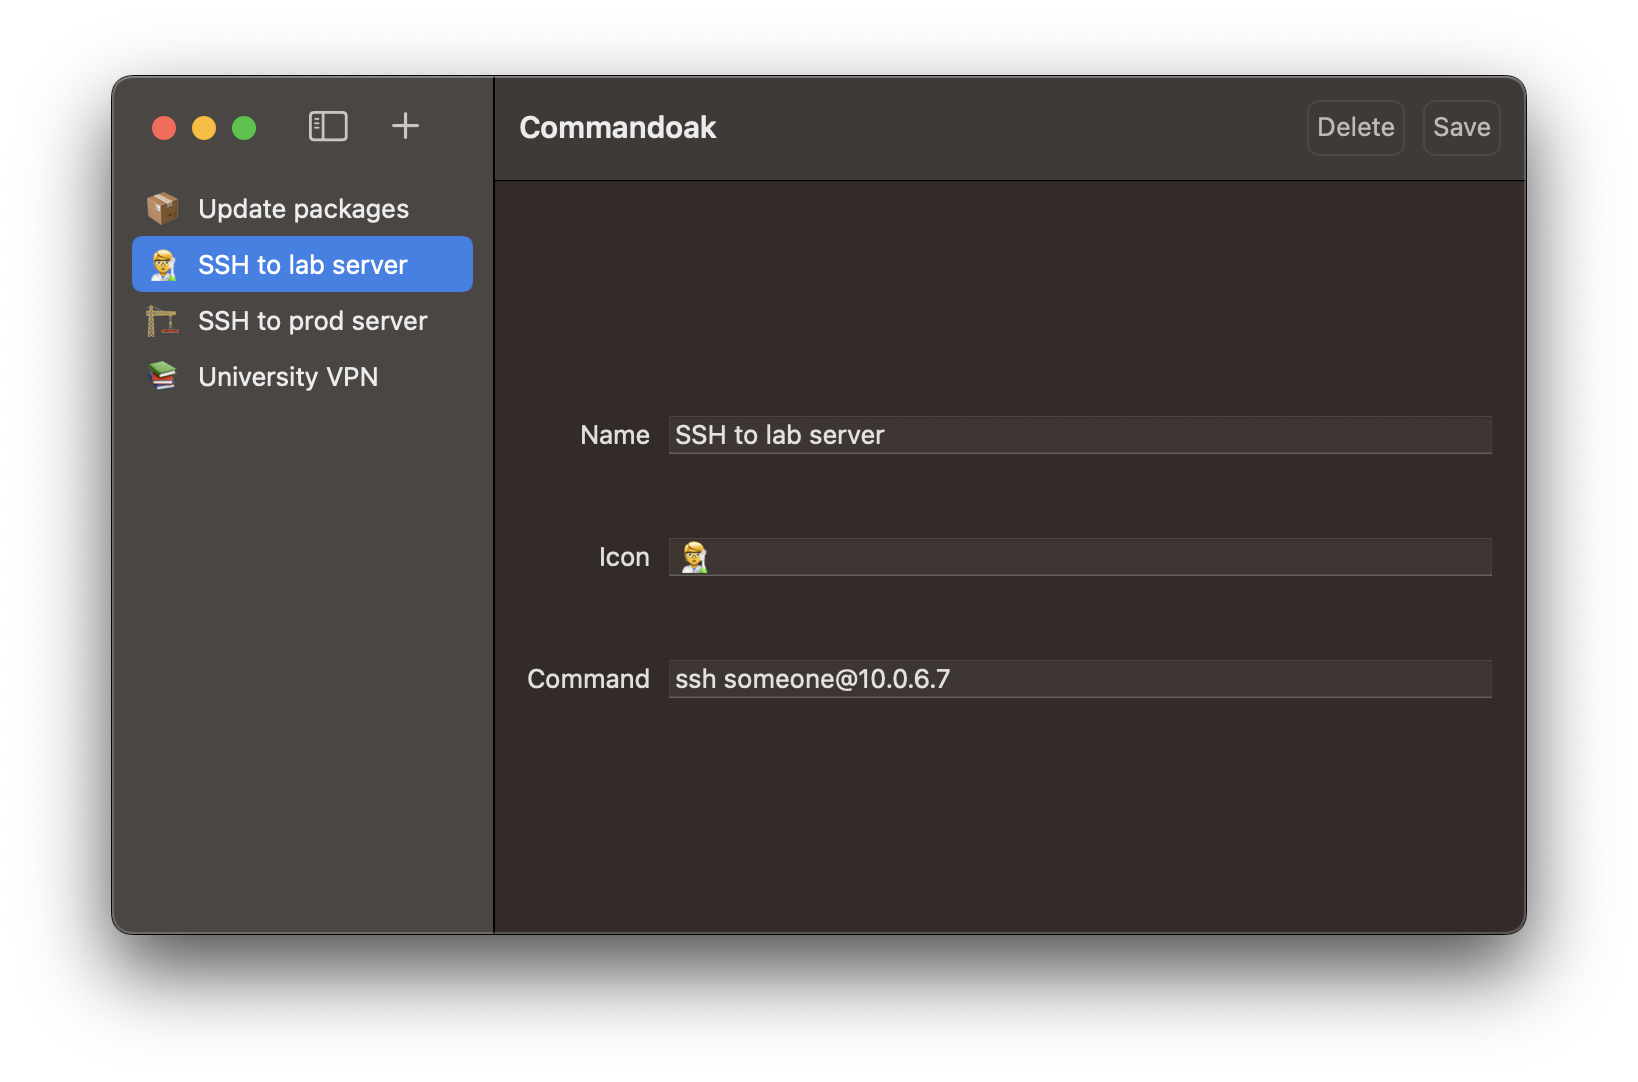 Commandoak
Delete
Save
Update packages
SSH to lab server
SSH to prod server
University VPN
Name
SSH to lab server
Icon
Command
ssh someone@10.0.6.7